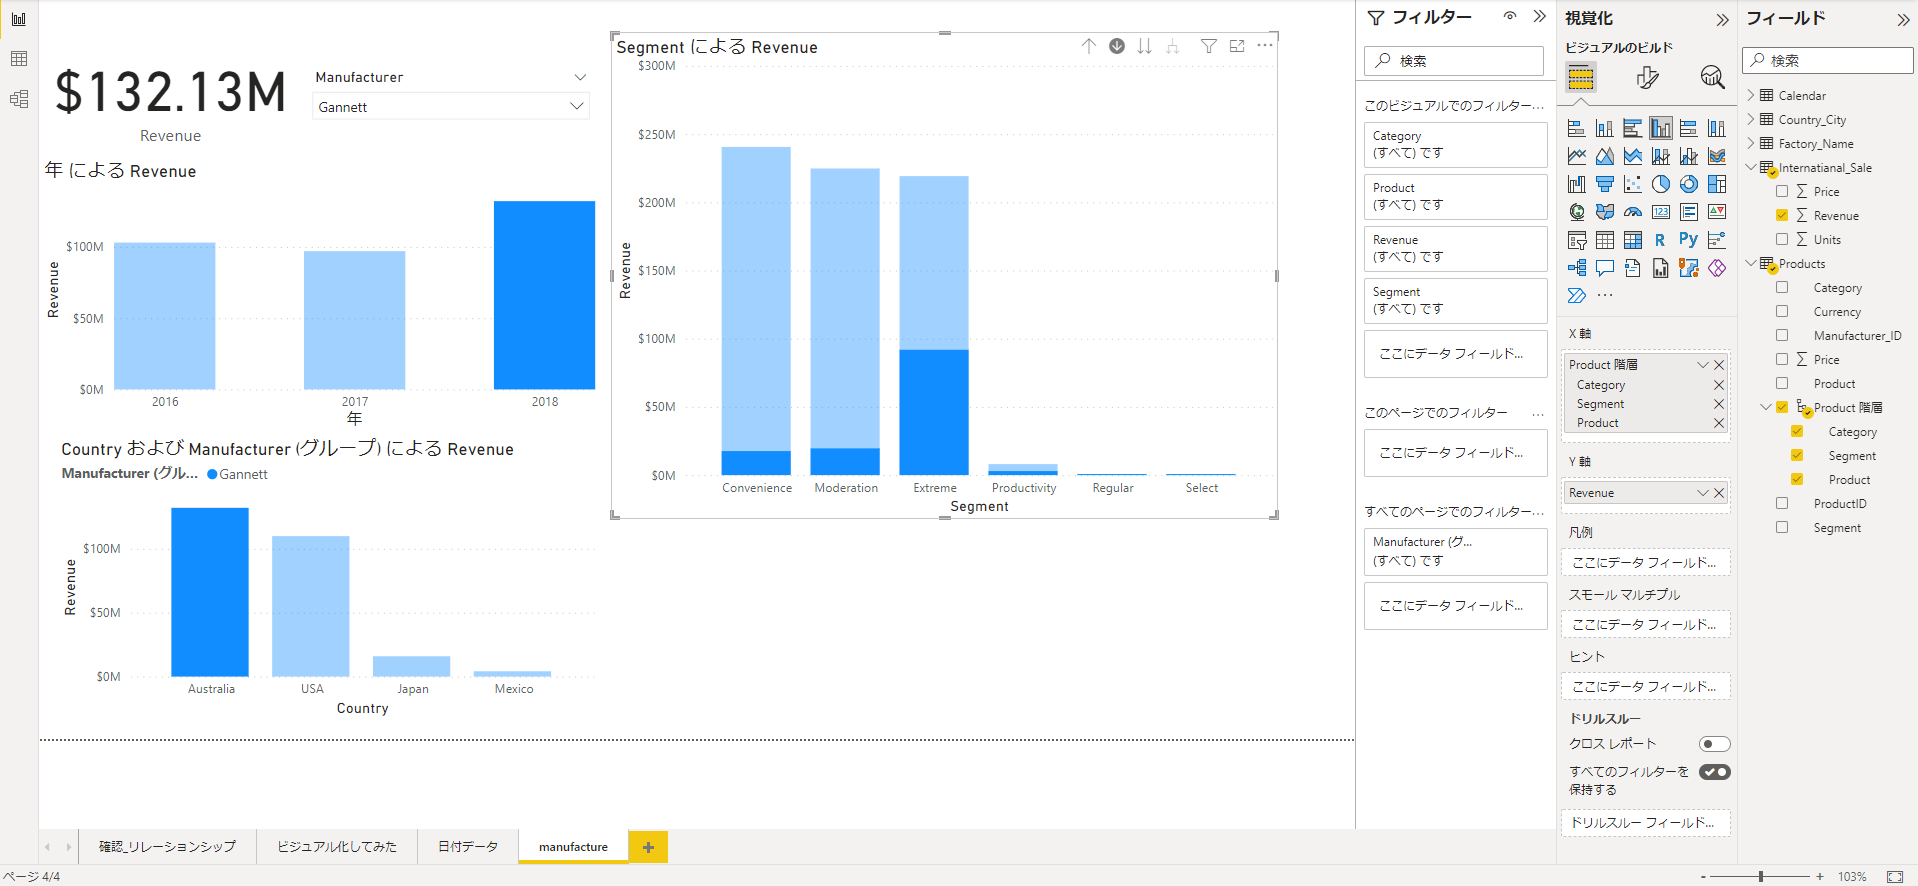 $132.13M
Revenue
Manufacturer
Gannett
年 による Revenue
$100M
$50M
$0M
Revenue
2016
2017
2018
年
Country および Manufacturer (グループ) による Revenue
Manufacturer (グル...
Gannett
$100M
$50M
$0M
Revenue
Australia
USA
Japan
Mexico
Country
Segment による Revenue
$300M
$250M
$200M
$150M
$100M
$50M
$0M
Revenue
Convenience
Moderation
Extreme
Productivity
Regular
Select
Segment
フィルター
検索
このビジュアルでのフィルター...
Category
(すべて) です
Product
(すべて) です
Revenue
(すべて) です
Segment
(すべて) です
ここにデータ フィールド...
このページでのフィルター ...
ここにデータ フィールド...
すべてのページでのフィルター...
Manufacturer (グ...
(すべて) です
ここにデータ フィールド...
視覚化
ビジュアルのビルド
123
R
Py
...
X 軸
Product 階層
Category
Segment
Product
Y 軸
Revenue
凡例
ここにデータ フィールド...
スモール マルチプル
ここにデータ フィールド...
ヒント
ここにデータ フィールド...
ドリルスルー
クロス レポート
すべてのフィルターを
保持する
ドリルスルー フィールド...
フィールド
検索
Calendar
Country_City
Factory_Name
Internatianal_Sale
∑ Price
∑ Revenue
∑ Units
Products
Category
Currency
Manufacturer_ID
∑ Price
Product
Product 階層
Category
Segment
Product
ProductID
Segment
確認_リレーションシップ
ビジュアル化してみた
日付データ
manufacture
+
ページ 4/4
- + 103%